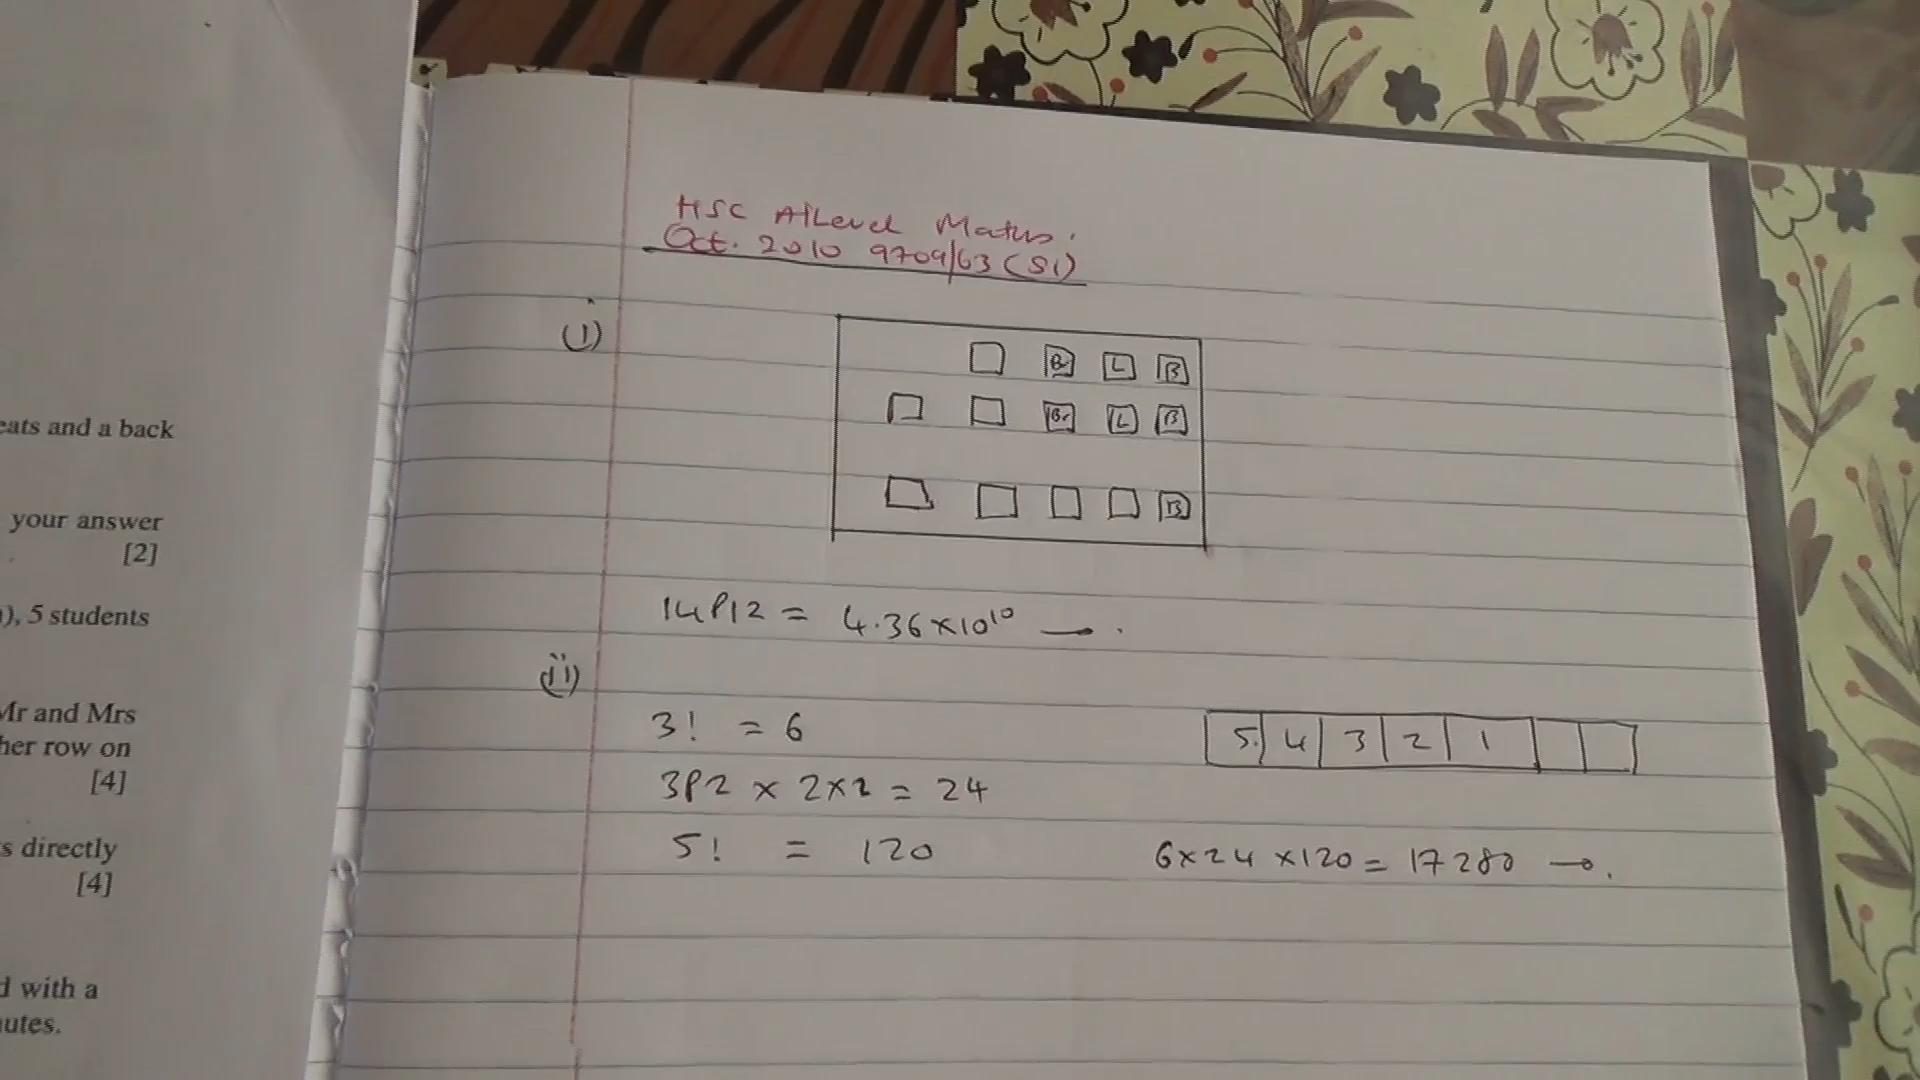 eats and a back
your answer
[2]
), 5 students
Mr and Mrs
her row on
[4]
s directly
[4]
d with a
utes.
HSC A'Level Maths.
Oct. 2010 9709/63 (S1)
(i)
Br L B
Br L B
B
14P12 = 4.36×10¹⁰
(ii)
3! = 6
5 4 3 2 1
3P2 × 2×2 = 24
5! = 120
6×24×120 = 17280